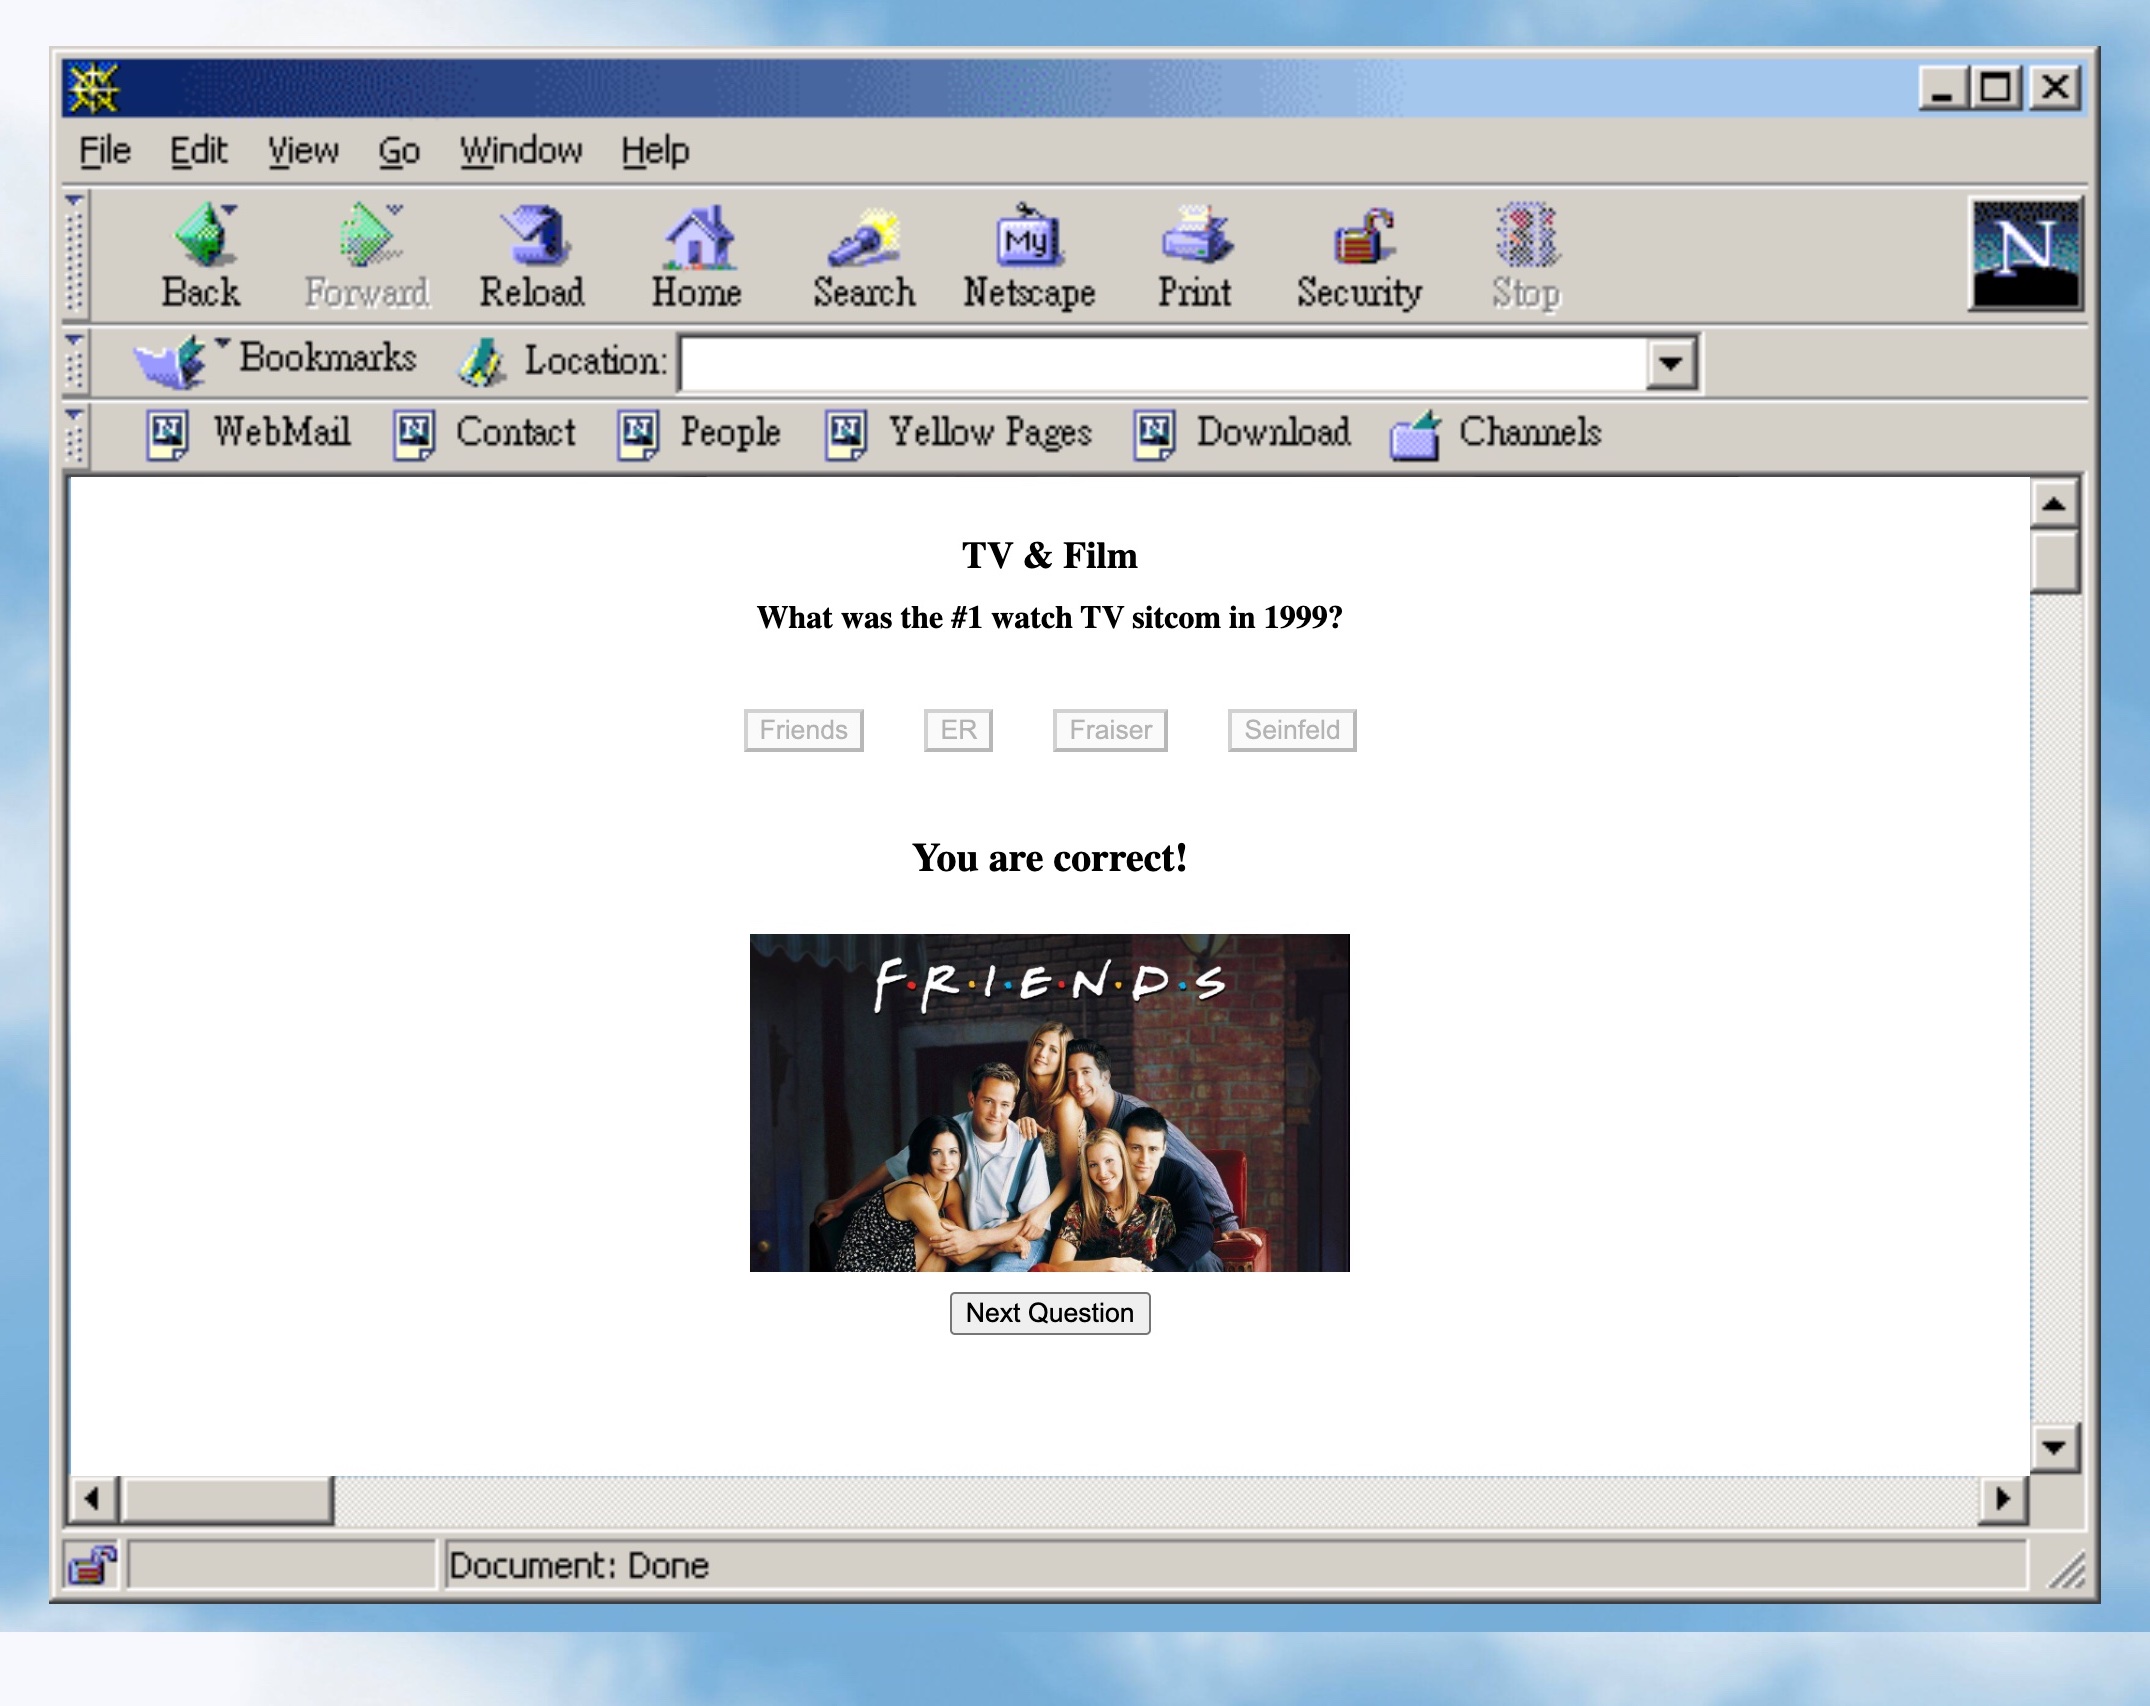 File Edit View Go Window Help
Back Forward Reload Home Search Netscape Print Security Stop
My
N
Bookmarks Location:
WebMail Contact People Yellow Pages Download Channels
TV & Film
What was the #1 watch TV sitcom in 1999?
Friends ER Fraiser Seinfeld
You are correct!
F·R·I·E·N·D·S
Next Question
Document: Done